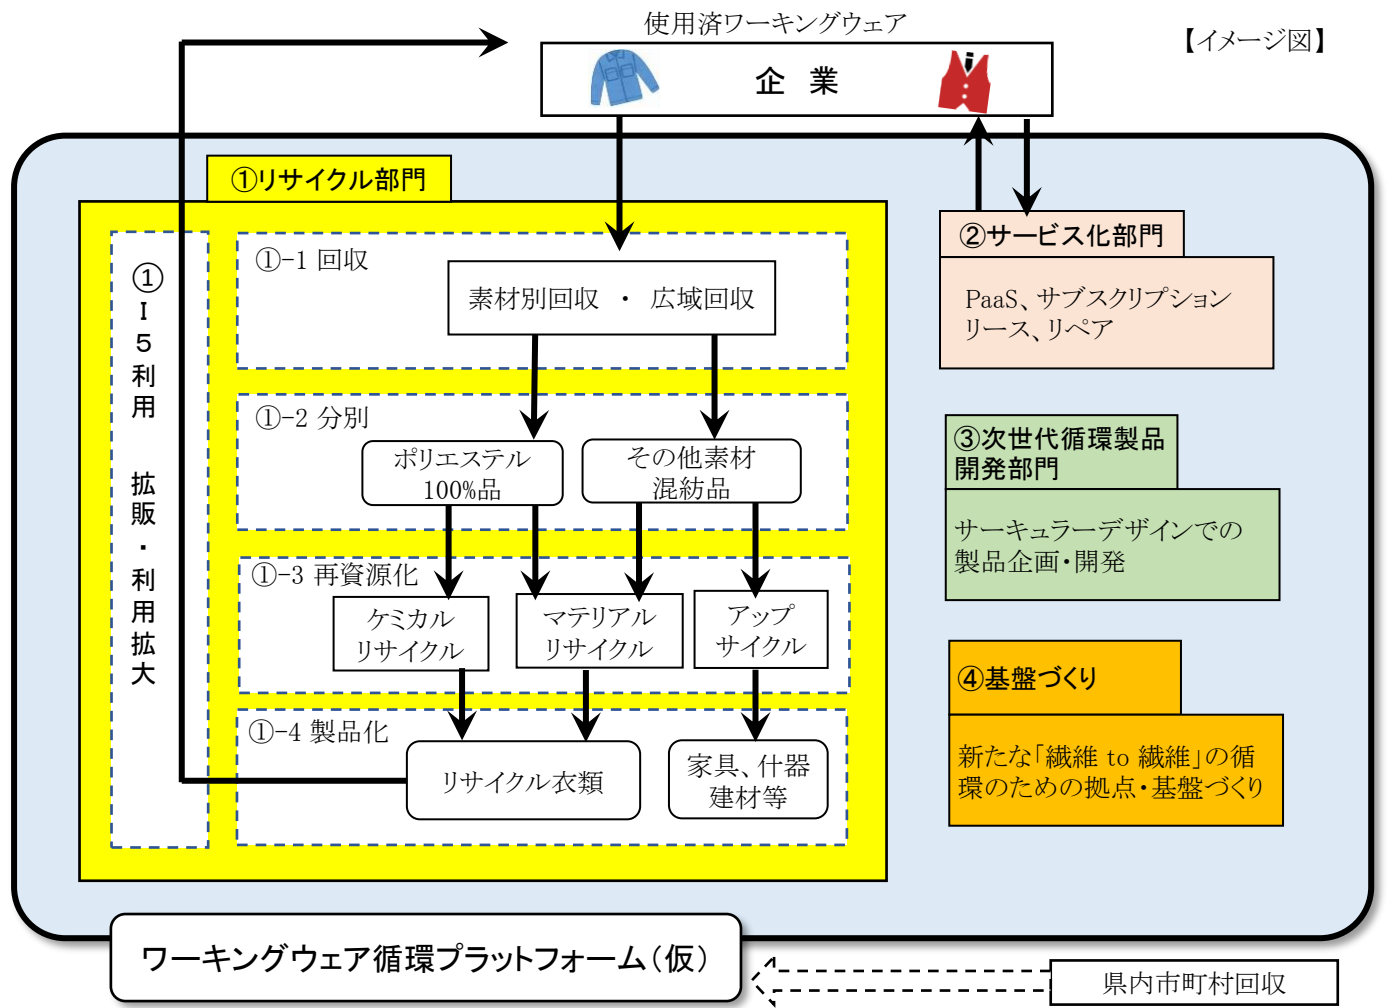 使用済ワーキングウェア
【イメージ図】
企 業
①リサイクル部門
①I5利用 拡販・利用拡大
①-1 回収
素材別回収 ・ 広域回収
①-2 分別
ポリエステル
100%品
その他素材
混紡品
①-3 再資源化
ケミカル
リサイクル
マテリアル
リサイクル
アップ
サイクル
①-4 製品化
リサイクル衣類
家具、什器
建材等
②サービス化部門
PaaS、サブスクリプション
リース、リペア
③次世代循環製品
開発部門
サーキュラーデザインでの
製品企画・開発
④基盤づくり
新たな「繊維 to 繊維」の循
環のための拠点・基盤づくり
ワーキングウェア循環プラットフォーム(仮)
県内市町村回収